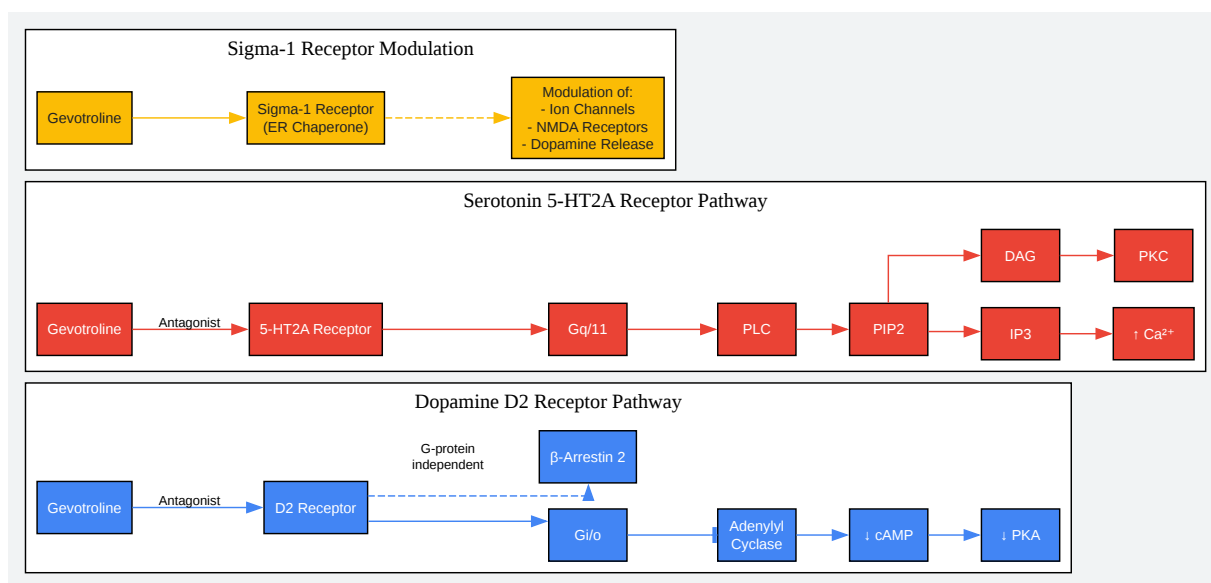 Sigma-1 Receptor Modulation
Gevotroline
Sigma-1 Receptor
(ER Chaperone)
Modulation of:
- Ion Channels
- NMDA Receptors
- Dopamine Release
Serotonin 5-HT2A Receptor Pathway
Gevotroline
Antagonist
5-HT2A Receptor
Gq/11
PLC
PIP2
DAG
PKC
IP3
↑ Ca²⁺
Dopamine D2 Receptor Pathway
Gevotroline
Antagonist
D2 Receptor
G-protein
independent
β-Arrestin 2
Gi/o
Adenylyl
Cyclase
↓ cAMP
↓ PKA